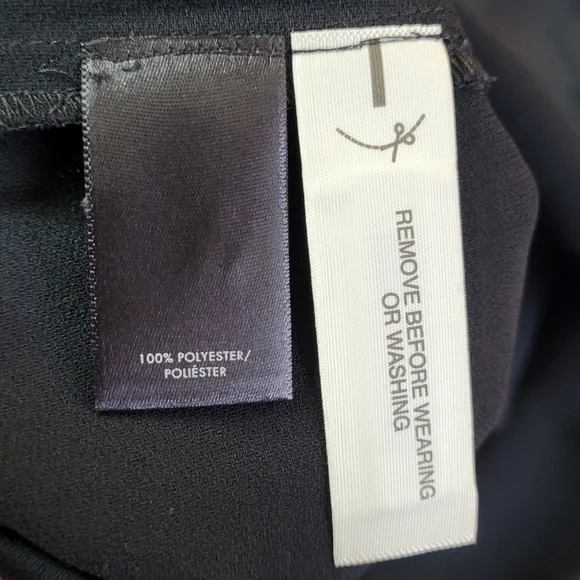 100% POLYESTER/
POLIÉSTER
REMOVE BEFORE WEARING
OR WASHING